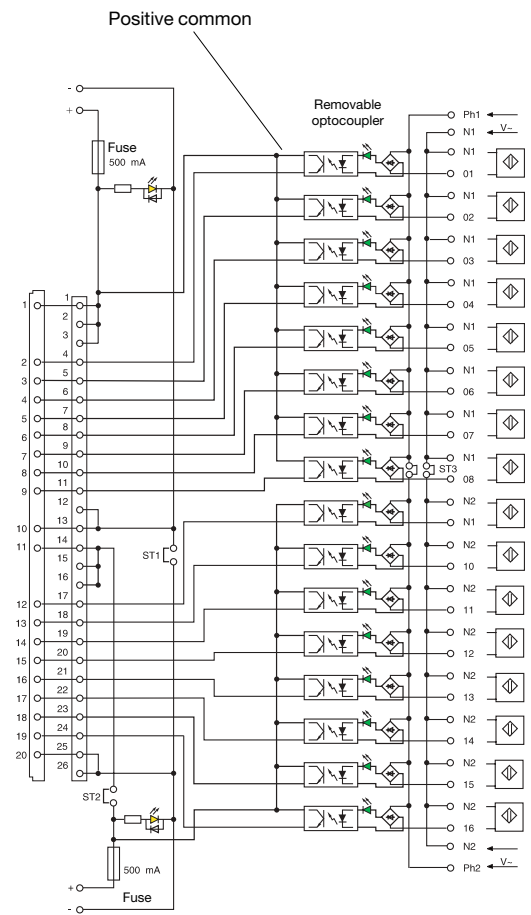 Positive common
-
+
Fuse
500 mA
Removable
optocoupler
Ph1
N1 V~
N1
01
N1
02
N1
03
N1
04
N1
05
N1
06
N1
07
N1
ST3
08
N2
N1
N2
10
N2
11
N2
12
N2
13
N2
14
N2
15
N2
16
N2
Ph2 V~
1 1
2
3
2 4
3 5
4 6
5 7
6 8
7 9
8 10
9 11
12
10 13
11 14
ST1
15
16
12 17
13 18
14 19
15 20
16 21
17 22
18 23
19 24
20 25
26
ST2
500 mA
Fuse
+
-